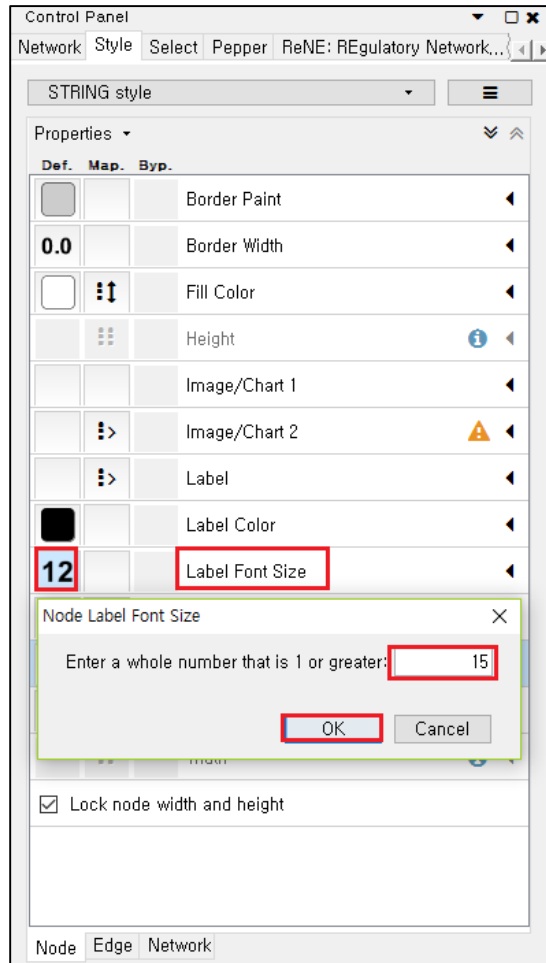 Control Panel
Network Style Select Pepper ReNE: REgulatory Network...
STRING style
Properties
Def. Map. Byp.
Border Paint
0.0 Border Width
Fill Color
Height
Image/Chart 1
Image/Chart 2
Label
Label Color
12 Label Font Size
Node Label Font Size
Enter a whole number that is 1 or greater: 15
OK Cancel
Lock node width and height
Node Edge Network